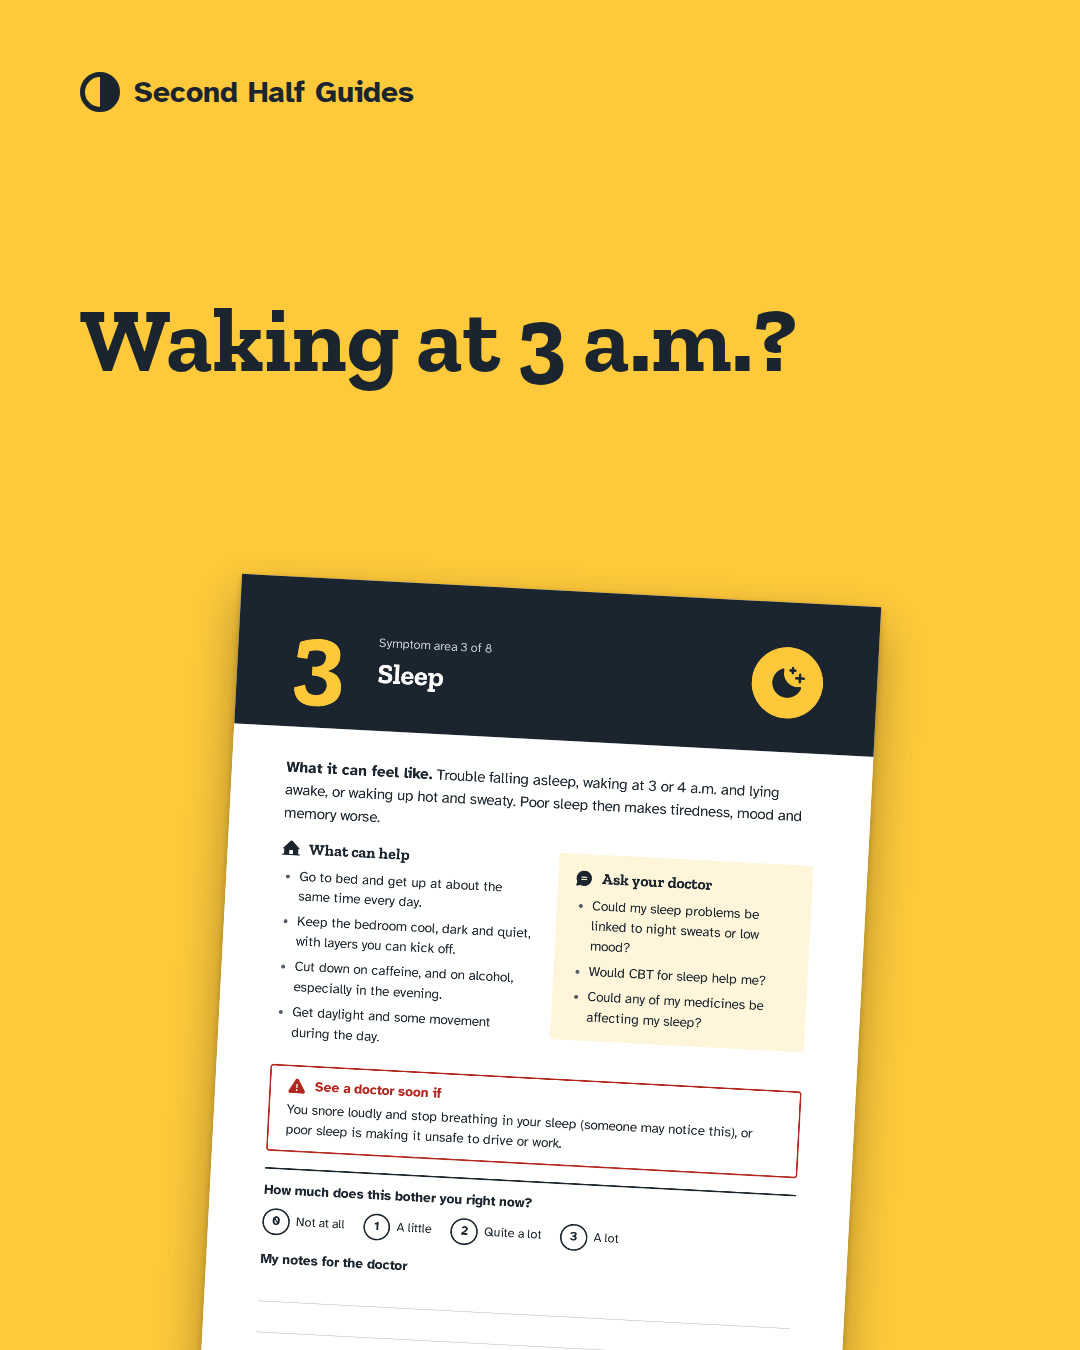 Second Half Guides
Waking at 3 a.m.?
3
Symptom area 3 of 8
Sleep
What it can feel like. Trouble falling asleep, waking at 3 or 4 a.m. and lying
awake, or waking up hot and sweaty. Poor sleep then makes tiredness, mood and
memory worse.
What can help
• Go to bed and get up at about the
same time every day.
• Keep the bedroom cool, dark and quiet,
with layers you can kick off.
• Cut down on caffeine, and on alcohol,
especially in the evening.
• Get daylight and some movement
during the day.
Ask your doctor
• Could my sleep problems be
linked to night sweats or low
mood?
• Would CBT for sleep help me?
• Could any of my medicines be
affecting my sleep?
See a doctor soon if
You snore loudly and stop breathing in your sleep (someone may notice this), or
poor sleep is making it unsafe to drive or work.
How much does this bother you right now?
0 Not at all 1 A little 2 Quite a lot 3 A lot
My notes for the doctor